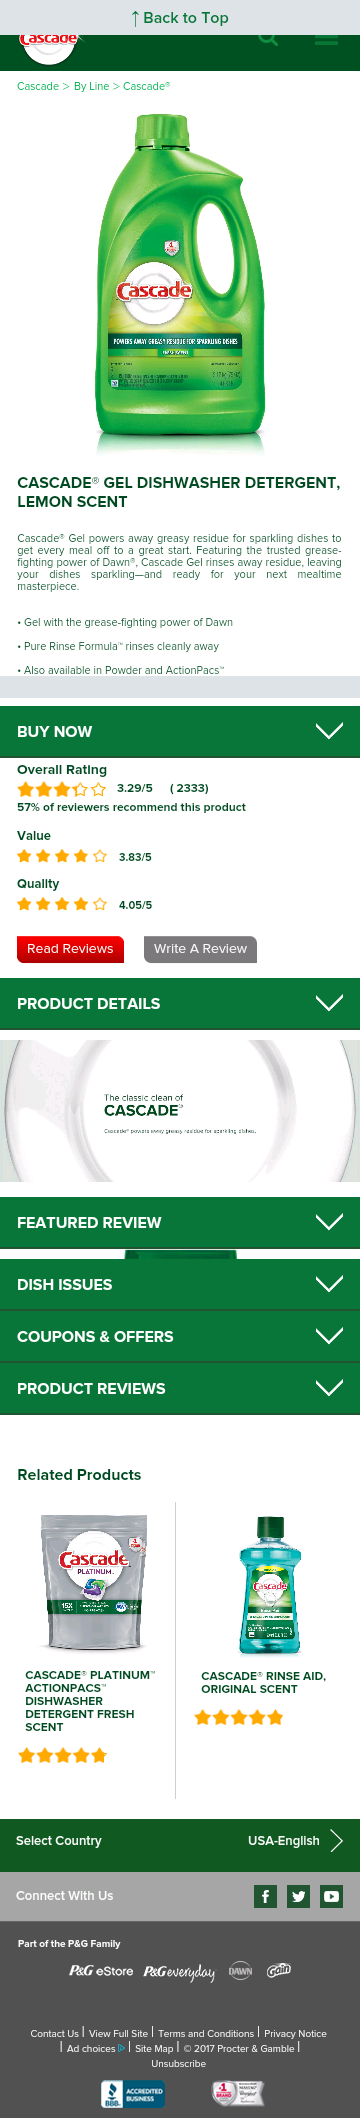 ↑ Back to Top
Cascade
Cascade > By Line > Cascade®
Cascade
POWERS AWAY GREASY RESIDUE FOR SPARKLING DISHES
CASCADE® GEL DISHWASHER DETERGENT,
LEMON SCENT
Cascade® Gel powers away greasy residue for sparkling dishes to
get every meal off to a great start. Featuring the trusted grease-
fighting power of Dawn®, Cascade Gel rinses away residue, leaving
your dishes sparkling—and ready for your next mealtime
masterpiece.
• Gel with the grease-fighting power of Dawn
• Pure Rinse Formula™ rinses cleanly away
• Also available in Powder and ActionPacs™
BUY NOW
Overall Rating
3.29/5 ( 2333)
57% of reviewers recommend this product
Value
3.83/5
Quality
4.05/5
Read Reviews Write A Review
PRODUCT DETAILS
The classic clean of
CASCADE®
Cascade® powers away greasy residue for sparkling dishes.
FEATURED REVIEW
DISH ISSUES
COUPONS & OFFERS
PRODUCT REVIEWS
Related Products
Cascade
PLATINUM
Cascade
CASCADE® PLATINUM™
ACTIONPACS™
DISHWASHER
DETERGENT FRESH
SCENT
CASCADE® RINSE AID,
ORIGINAL SCENT
Select Country USA-English
Connect With Us
Part of the P&G Family
P&G eStore P&G everyday DAWN Gain
Contact Us | View Full Site | Terms and Conditions | Privacy Notice
| Ad choices | Site Map | © 2017 Procter & Gamble |
Unsubscribe
BBB ACCREDITED
BUSINESS